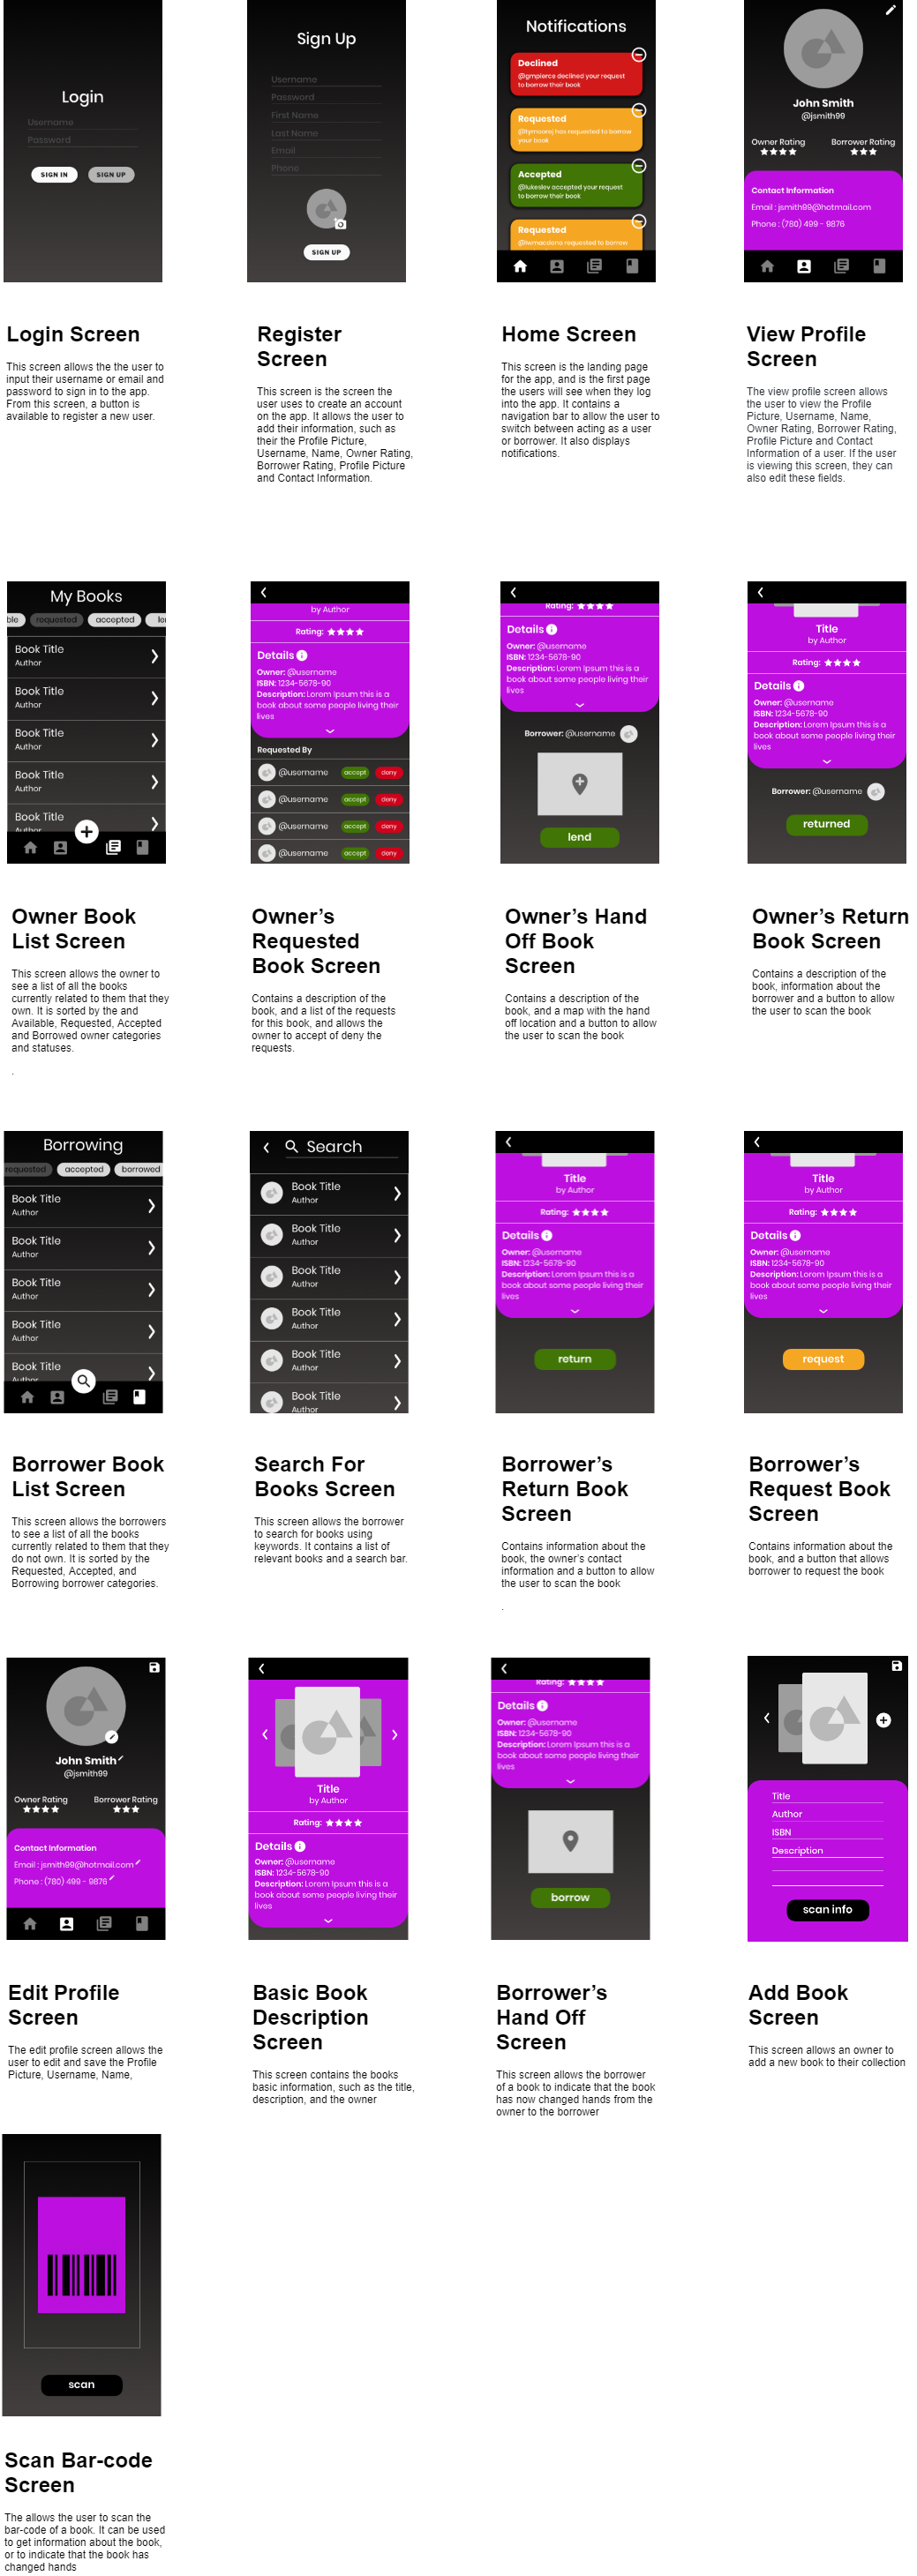 Login
Username
Password
SIGN IN
SIGN UP
Sign Up
Username
Password
First Name
Last Name
Email
Phone
SIGN UP
Notifications
Declined
@gmpierce declined your request
to borrow their book
Requested
@tymoore has requested to borrow
your book
Accepted
@lukeslev accepted your request
to borrow their book
Requested
requested to borrow
John Smith
@jsmith99
Owner Rating
Borrower Rating
Contact Information
Email : jsmith99@hotmail.com
Phone : (780) 499 - 9876
Login Screen
This screen allows the the user to
input their username or email and
password to sign in to the app.
From this screen, a button is
available to register a new user.
Register
Screen
This screen is the screen the
user uses to create an account
on the app. It allows the user to
add their information, such as
their the Profile Picture,
Username, Name, Owner Rating,
Borrower Rating, Profile Picture
and Contact Information.
Home Screen
This screen is the landing page
for the app, and is the first page
the users will see when they log
into the app. It contains a
navigation bar to allow the user to
switch between acting as a user
or borrower. It also displays
notifications.
View Profile
Screen
The view profile screen allows
the user to view the Profile
Picture, Username, Name,
Owner Rating, Borrower Rating,
Profile Picture and Contact
Information of a user. If the user
is viewing this screen, they can
also edit these fields.
My Books
ble
requested
accepted
len
Book Title
Author
Book Title
Author
Book Title
Author
Book Title
Author
Book Title
Author
by Author
Rating:
Details
Owner: @username
ISBN: 1234-5678-90
Description: Lorem Ipsum this is a
book about some people living their
lives
Requested By
@username
accept
deny
@username
accept
deny
@username
accept
deny
@username
accept
deny
Rating:
Details
Owner: @username
ISBN: 1234-5678-90
Description: Lorem Ipsum this is a
book about some people living their
lives
Borrower: @username
lend
Title
by Author
Rating:
Details
Owner: @username
ISBN: 1234-5678-90
Description: Lorem Ipsum this is a
book about some people living their
lives
Borrower: @username
returned
Owner Book
List Screen
This screen allows the owner to
see a list of all the books
currently related to them that they
own. It is sorted by the and
Available, Requested, Accepted
and Borrowed owner categories
and statuses.
.
Owner’s
Requested
Book Screen
Contains a description of the
book, and a list of the requests
for this book, and allows the
owner to accept of deny the
requests.
Owner’s Hand
Off Book
Screen
Contains a description of the
book, and a map with the hand
off location and a button to allow
the user to scan the book
Owner’s Return
Book Screen
Contains a description of the
book, information about the
borrower and a button to allow
the user to scan the book
Borrowing
requested
accepted
borrowed
Book Title
Author
Book Title
Author
Book Title
Author
Book Title
Author
Book Title
Author
Search
Book Title
Author
Book Title
Author
Book Title
Author
Book Title
Author
Book Title
Author
Book Title
Author
Title
by Author
Rating:
Details
Owner: @username
ISBN: 1234-5678-90
Description: Lorem Ipsum this is a
book about some people living their
lives
return
Title
by Author
Rating:
Details
Owner: @username
ISBN: 1234-5678-90
Description: Lorem Ipsum this is a
book about some people living their
lives
request
Borrower Book
List Screen
This screen allows the borrowers
to see a list of all the books
currently related to them that they
do not own. It is sorted by the
Requested, Accepted, and
Borrowing borrower categories.
Search For
Books Screen
This screen allows the borrower
to search for books using
keywords. It contains a list of
relevant books and a search bar.
Borrower’s
Return Book
Screen
Contains information about the
book, the owner’s contact
information and a button to allow
the user to scan the book
.
Borrower’s
Request Book
Screen
Contains information about the
book, and a button that allows
borrower to request the book
John Smith
@jsmith99
Owner Rating
Borrower Rating
Contact Information
Email : jsmith99@hotmail.com
Phone : (780) 499 - 9876
Title
by Author
Rating:
Details
Owner: @username
ISBN: 1234-5678-90
Description: Lorem Ipsum this is a
book about some people living their
lives
Rating:
Details
Owner: @username
ISBN: 1234-5678-90
Description: Lorem Ipsum this is a
book about some people living their
lives
borrow
Title
Author
ISBN
Description
scan info
Edit Profile
Screen
The edit profile screen allows the
user to edit and save the Profile
Picture, Username, Name,
Basic Book
Description
Screen
This screen contains the books
basic information, such as the title,
description, and the owner
Borrower’s
Hand Off
Screen
This screen allows the borrower
of a book to indicate that the book
has now changed hands from the
owner to the borrower
Add Book
Screen
This screen allows an owner to
add a new book to their collection
scan
Scan Bar-code
Screen
The allows the user to scan the
bar-code of a book. It can be used
to get information about the book,
or to indicate that the book has
changed hands